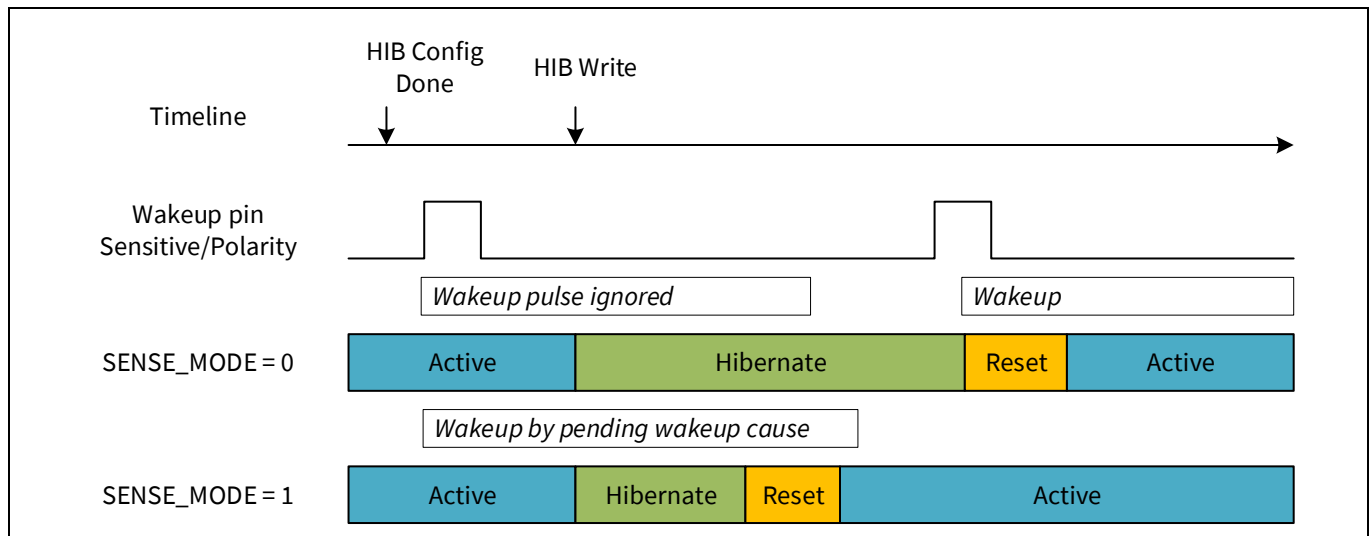 HIB Config
Done
HIB Write
Timeline
Wakeup pin
Sensitive/Polarity
Wakeup pulse ignored
Wakeup
SENSE_MODE = 0
Active
Hibernate
Reset
Active
Wakeup by pending wakeup cause
SENSE_MODE = 1
Active
Hibernate
Reset
Active